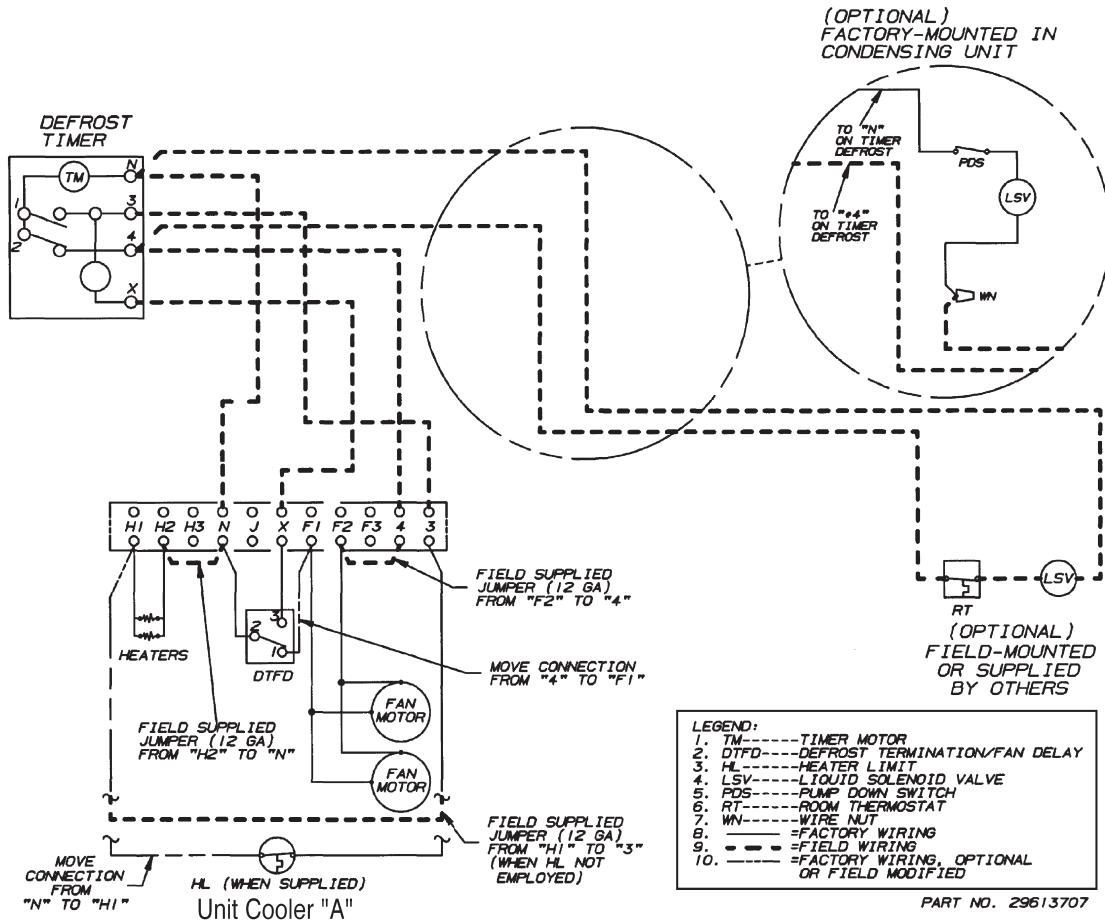 (OPTIONAL)
FACTORY-MOUNTED IN
CONDENSING UNIT
TO "N"
ON TIMER
DEFROST
PDS
LSV
TO "#4"
ON TIMER
DEFROST
WN
DEFROST
TIMER
TM
N
1
3
2
4
X
H1 H2 H3 N J X F1 F2 F3 4 3
FIELD SUPPLIED
JUMPER (12 GA)
FROM "F2" TO "4"
3
2
1
HEATERS
DTFD
MOVE CONNECTION
FROM "4" TO "F1"
FAN
MOTOR
FAN
MOTOR
FIELD SUPPLIED
JUMPER (12 GA)
FROM "H2" TO "N"
FIELD SUPPLIED
JUMPER (12 GA)
FROM "H1" TO "3"
(WHEN HL NOT
EMPLOYED)
MOVE
CONNECTION
FROM
"N" TO "H1"
HL (WHEN SUPPLIED)
Unit Cooler "A"
RT
LSV
(OPTIONAL)
FIELD-MOUNTED
OR SUPPLIED
BY OTHERS
LEGEND:
1. TM------TIMER MOTOR
2. DTFD----DEFROST TERMINATION/FAN DELAY
3. HL------HEATER LIMIT
4. LSV-----LIQUID SOLENOID VALVE
5. PDS-----PUMP DOWN SWITCH
6. RT------ROOM THERMOSTAT
7. WN------WIRE NUT
8. =FACTORY WIRING
9. =FIELD WIRING
10. =FACTORY WIRING, OPTIONAL
OR FIELD MODIFIED
PART NO. 29613707